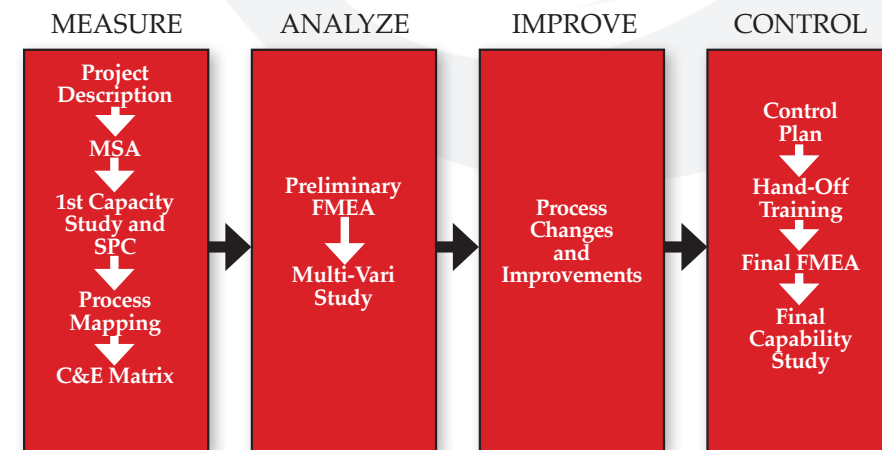 MEASURE
Project
Description
MSA
1st Capacity
Study and
SPC
Process
Mapping
C&E Matrix
ANALYZE
Preliminary
FMEA
Multi-Vari
Study
IMPROVE
Process
Changes
and
Improvements
CONTROL
Control
Plan
Hand-Off
Training
Final FMEA
Final
Capability
Study